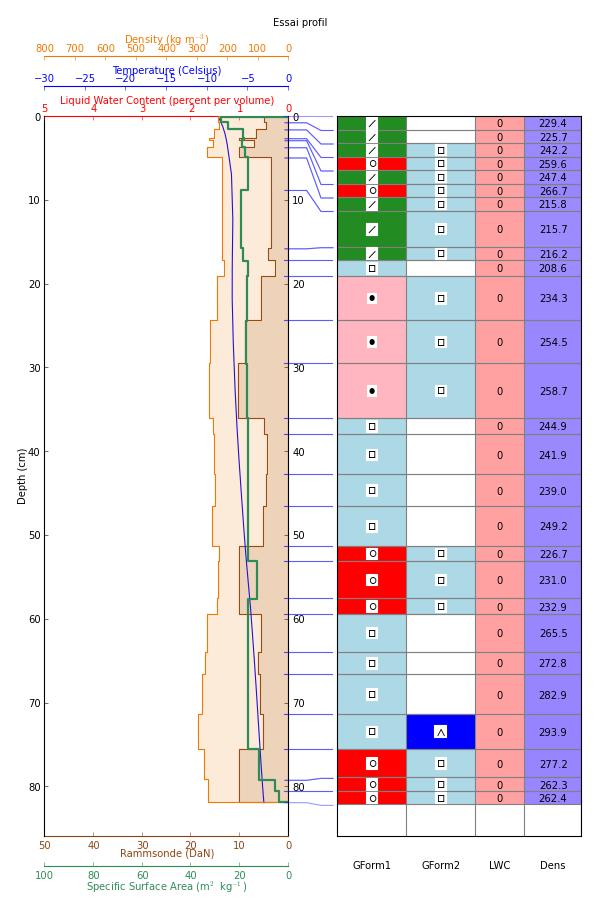 Essai profil
Density (kg m⁻³)
800 700 600 500 400 300 200 100 0
Temperature (Celsius)
−30 −25 −20 −15 −10 −5 0
Liquid Water Content (percent per volume)
5 4 3 2 1 0
0 0
10 10
20 20
30 30
40 40
Depth (cm)
50 50
60 60
70 70
80 80
0 229.4
0 225.7
0 242.2
0 259.6
0 247.4
0 266.7
0 215.8
0 215.7
0 216.2
0 208.6
0 234.3
0 254.5
0 258.7
0 244.9
0 241.9
0 239.0
0 249.2
0 226.7
0 231.0
0 232.9
0 265.5
0 272.8
0 282.9
0 293.9
0 277.2
0 262.3
0 262.4
50 40 30 20 10 0
Rammsonde (DaN)
100 80 60 40 20 0
Specific Surface Area (m² kg⁻¹)
GForm1 GForm2 LWC Dens